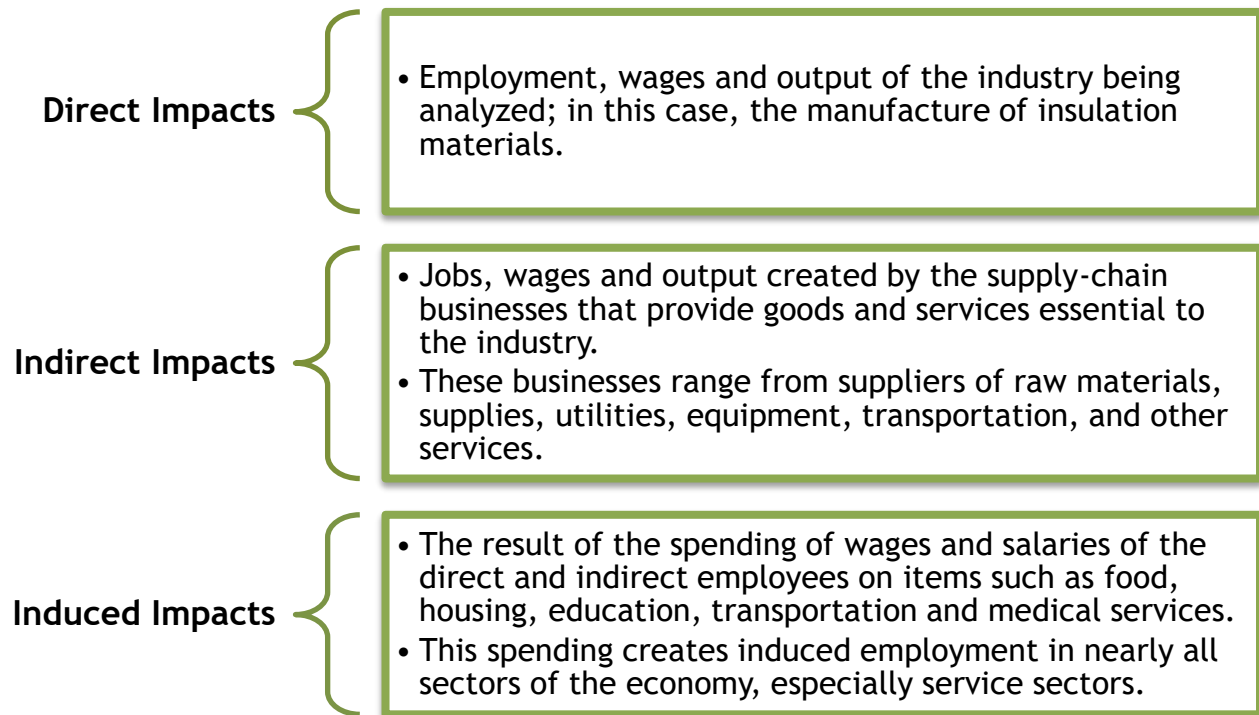 Direct Impacts
• Employment, wages and output of the industry being
analyzed; in this case, the manufacture of insulation
materials.
Indirect Impacts
• Jobs, wages and output created by the supply-chain
businesses that provide goods and services essential to
the industry.
• These businesses range from suppliers of raw materials,
supplies, utilities, equipment, transportation, and other
services.
Induced Impacts
• The result of the spending of wages and salaries of the
direct and indirect employees on items such as food,
housing, education, transportation and medical services.
• This spending creates induced employment in nearly all
sectors of the economy, especially service sectors.